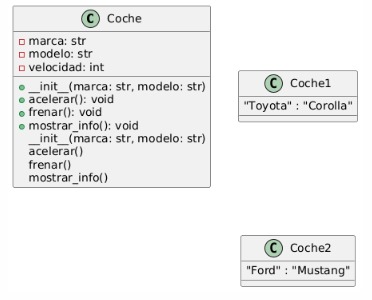 C Coche
marca: str
modelo: str
velocidad: int
__init__(marca: str, modelo: str)
acelerar(): void
frenar(): void
mostrar_info(): void
__init__(marca: str, modelo: str)
acelerar()
frenar()
mostrar_info()
C Coche1
"Toyota" : "Corolla"
C Coche2
"Ford" : "Mustang"